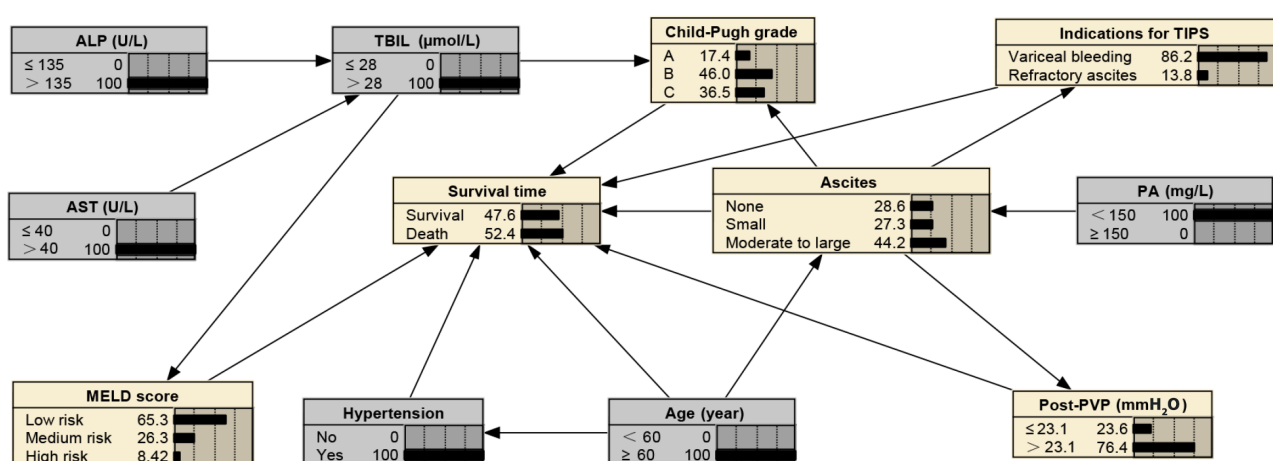 ALP (U/L)
≤ 135 0
> 135 100
TBIL (μmol/L)
≤ 28 0
> 28 100
Child-Pugh grade
A 17.4
B 46.0
C 36.5
Indications for TIPS
Variceal bleeding 86.2
Refractory ascites 13.8
AST (U/L)
≤ 40 0
> 40 100
Survival time
Survival 47.6
Death 52.4
Ascites
None 28.6
Small 27.3
Moderate to large 44.2
PA (mg/L)
< 150 100
≥ 150 0
MELD score
Low risk 65.3
Medium risk 26.3
High risk 8.42
Hypertension
No 0
Yes 100
Age (year)
< 60 0
≥ 60 100
Post-PVP (mmH₂O)
≤ 23.1 23.6
> 23.1 76.4